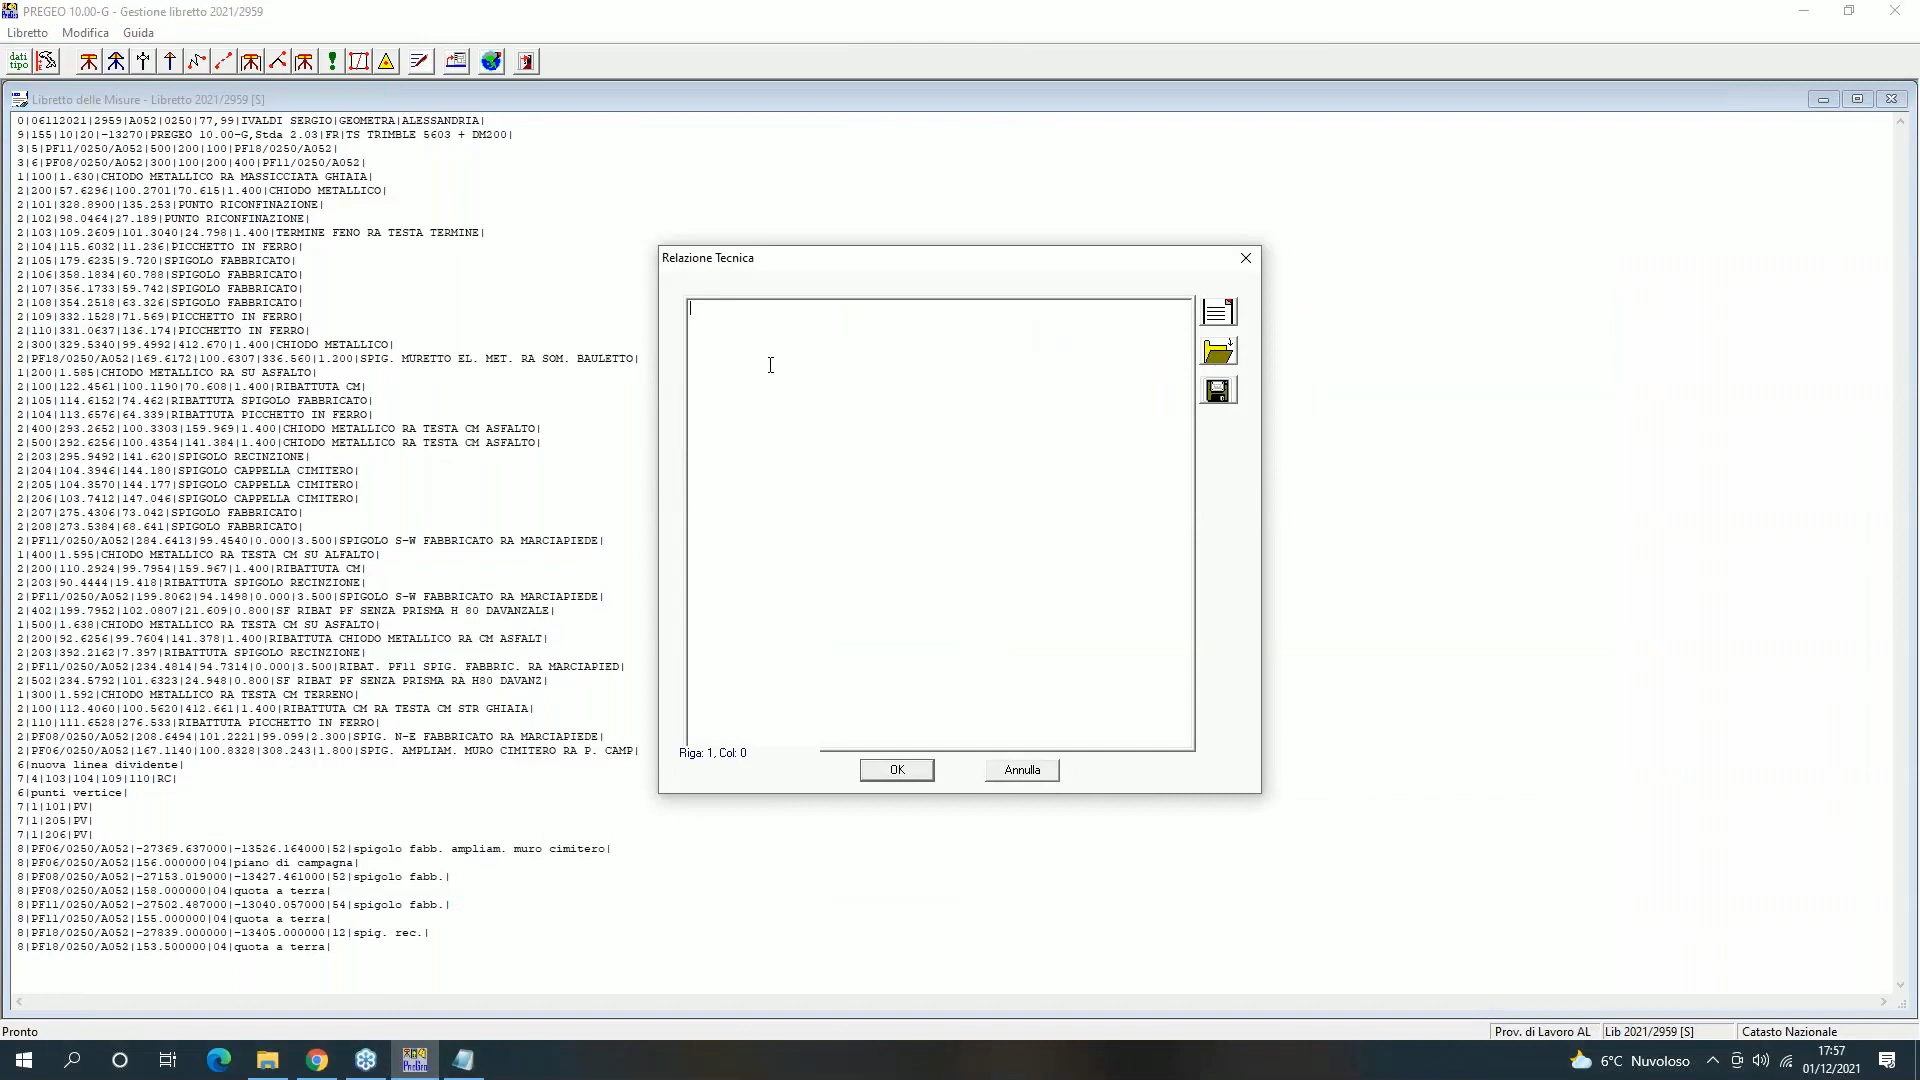 PREGEO 10.00-G - Gestione libretto 2021/2959
Libretto Modifica Guida
dati tipo
Libretto delle Misure - Libretto 2021/2959 [S]
0|06112021|2959|A052|0250|77,99|IVALDI SERGIO|GEOMETRA|ALESSANDRIA|
9|155|10|20|-13270|PREGEO 10.00-G,Stda 2.03|FR|TS TRIMBLE 5603 + DM200|
3|5|PF11/0250/A052|500|200|100|PF18/0250/A052|
3|6|PF08/0250/A052|300|100|200|400|PF11/0250/A052|
1|100|1.630|CHIODO METALLICO RA MASSICCIATA GHIAIA|
2|200|57.6296|100.2701|70.615|1.400|CHIODO METALLICO|
2|101|328.8900|135.253|PUNTO RICONFINAZIONE|
2|102|98.0464|27.189|PUNTO RICONFINAZIONE|
2|103|109.2609|101.3040|24.798|1.400|TERMINE FENO RA TESTA TERMINE|
2|104|115.6032|11.236|PICCHETTO IN FERRO|
2|105|179.6235|9.720|SPIGOLO FABBRICATO|
2|106|358.1834|60.788|SPIGOLO FABBRICATO|
2|107|356.1733|59.742|SPIGOLO FABBRICATO|
2|108|354.2518|63.326|SPIGOLO FABBRICATO|
2|109|332.1528|71.569|PICCHETTO IN FERRO|
2|110|331.0637|136.174|PICCHETTO IN FERRO|
2|300|329.5340|99.4992|412.670|1.400|CHIODO METALLICO|
2|PF18/0250/A052|169.6172|100.6307|336.560|1.200|SPIG. MURETTO EL. MET. RA SOM. BAULETTO|
1|200|1.585|CHIODO METALLICO RA SU ASFALTO|
2|100|122.4561|100.1190|70.608|1.400|RIBATTUTA CM|
2|105|114.6152|74.462|RIBATTUTA SPIGOLO FABBRICATO|
2|104|113.6576|64.339|RIBATTUTA PICCHETTO IN FERRO|
2|400|293.2652|100.3303|159.969|1.400|CHIODO METALLICO RA TESTA CM ASFALTO|
2|500|292.6256|100.4354|141.384|1.400|CHIODO METALLICO RA TESTA CM ASFALTO|
2|203|295.9492|141.620|SPIGOLO RECINZIONE|
2|204|104.3946|144.180|SPIGOLO CAPPELLA CIMITERO|
2|205|104.3570|144.177|SPIGOLO CAPPELLA CIMITERO|
2|206|103.7412|147.046|SPIGOLO CAPPELLA CIMITERO|
2|207|275.4306|73.042|SPIGOLO FABBRICATO|
2|208|273.5384|68.641|SPIGOLO FABBRICATO|
2|PF11/0250/A052|284.6413|99.4540|0.000|3.500|SPIGOLO S-W FABBRICATO RA MARCIAPIEDE|
1|400|1.595|CHIODO METALLICO RA TESTA CM SU ALFALTO|
2|200|110.2924|99.7954|159.967|1.400|RIBATTUTA CM|
2|203|90.4444|19.418|RIBATTUTA SPIGOLO RECINZIONE|
2|PF11/0250/A052|199.8062|94.1498|0.000|3.500|SPIGOLO S-W FABBRICATO RA MARCIAPIEDE|
2|402|199.7952|102.0807|21.609|0.800|SF RIBAT PF SENZA PRISMA H 80 DAVANZALE|
1|500|1.638|CHIODO METALLICO RA TESTA CM SU ASFALTO|
2|200|92.6256|99.7604|141.378|1.400|RIBATTUTA CHIODO METALLICO RA CM ASFALT|
2|203|392.2162|7.397|RIBATTUTA SPIGOLO RECINZIONE|
2|PF11/0250/A052|234.4814|94.7314|0.000|3.500|RIBAT. PF11 SPIG. FABBRIC. RA MARCIAPIED|
2|502|234.5792|101.6323|24.948|0.800|SF RIBAT PF SENZA PRISMA RA H80 DAVANZ|
1|300|1.592|CHIODO METALLICO RA TESTA CM TERRENO|
2|100|112.4060|100.5620|412.661|1.400|RIBATTUTA CM RA TESTA CM STR GHIAIA|
2|110|111.6528|276.533|RIBATTUTA PICCHETTO IN FERRO|
2|PF08/0250/A052|208.6494|101.2221|99.099|2.300|SPIG. N-E FABBRICATO RA MARCIAPIEDE|
2|PF06/0250/A052|167.1140|100.8328|308.243|1.800|SPIG. AMPLIAM. MURO CIMITERO RA P. CAMP|
6|nuova linea dividente|
7|4|103|104|109|110|RC|
6|punti vertice|
7|1|101|PV|
7|1|205|PV|
7|1|206|PV|
8|PF06/0250/A052|-27369.637000|-13526.164000|52|spigolo fabb. ampliam. muro cimitero|
8|PF06/0250/A052|156.000000|04|piano di campagna|
8|PF08/0250/A052|-27153.019000|-13427.461000|52|spigolo fabb.|
8|PF08/0250/A052|158.000000|04|quota a terra|
8|PF11/0250/A052|-27502.487000|-13040.057000|54|spigolo fabb.|
8|PF11/0250/A052|155.000000|04|quota a terra|
8|PF18/0250/A052|-27839.000000|-13405.000000|12|spig. rec.|
8|PF18/0250/A052|153.500000|04|quota a terra|
Relazione Tecnica
Riga: 1, Col: 0
OK Annulla
Pronto Prov. di Lavoro AL Lib 2021/2959 [S] Catasto Nazionale
6°C Nuvoloso
17:57
01/12/2021